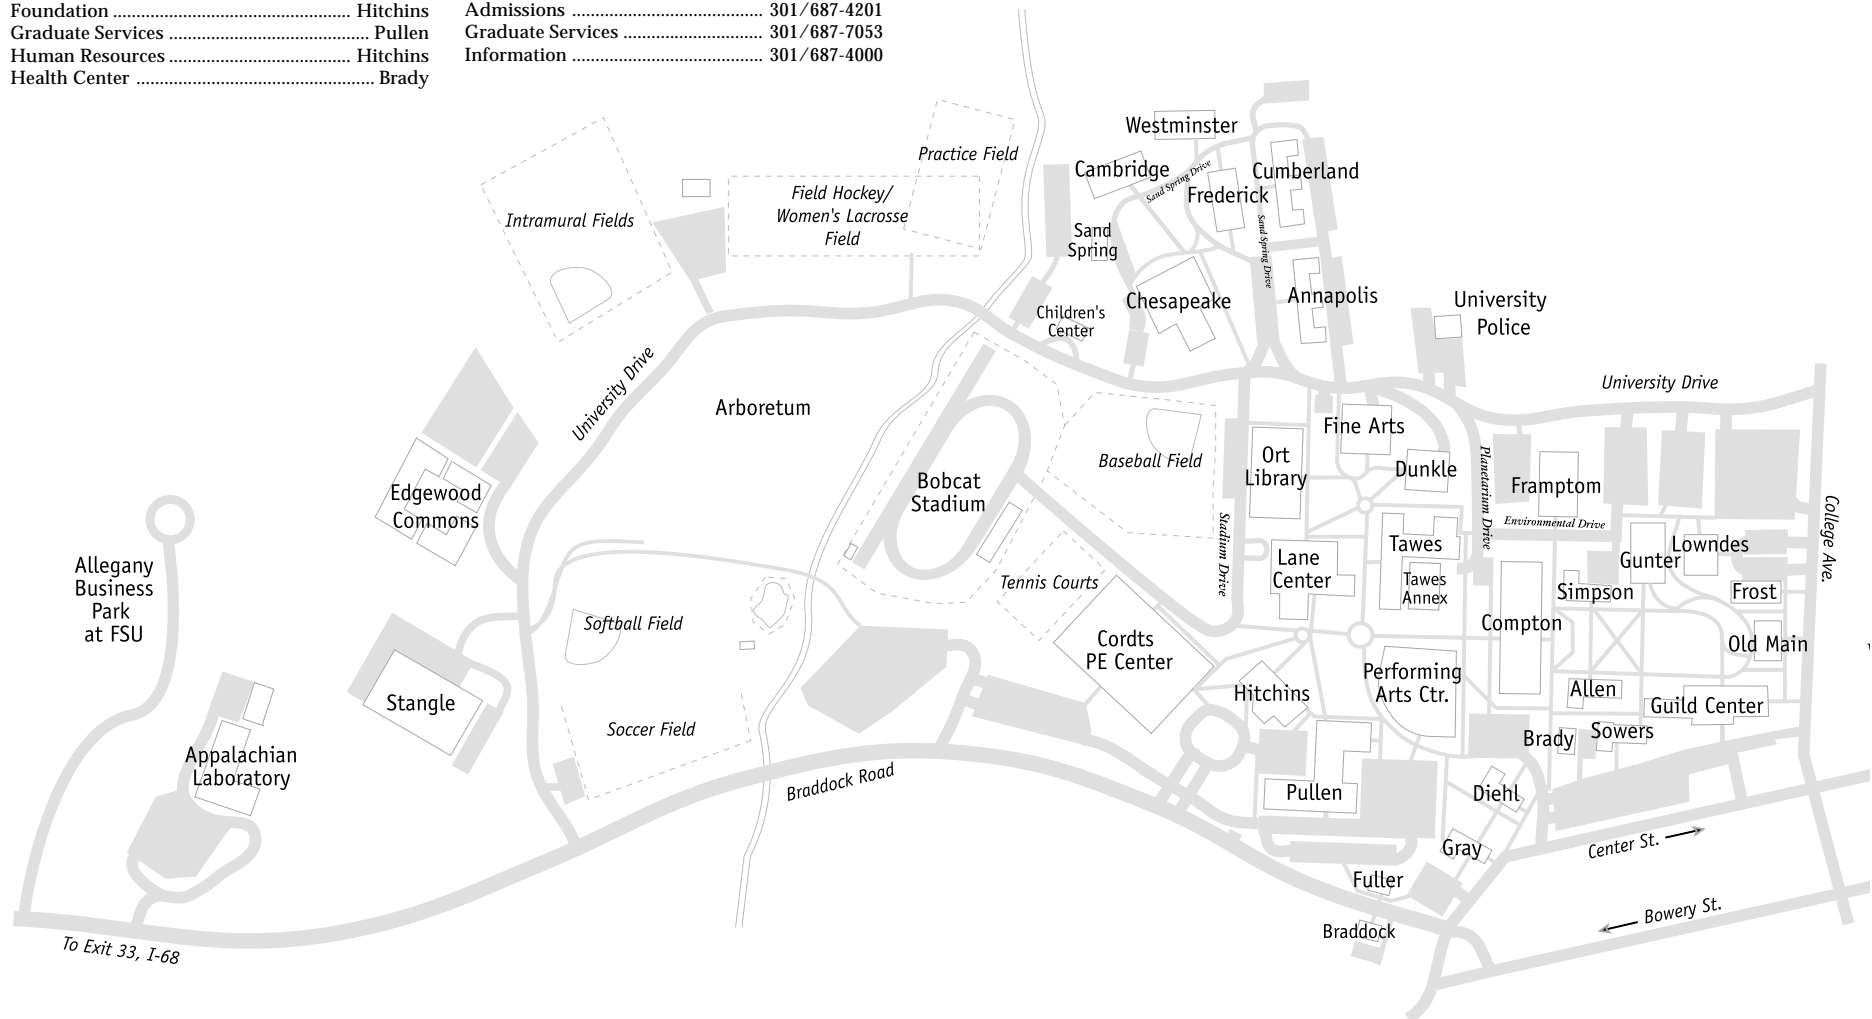 Foundation ..................................................... Hitchins
Graduate Services ........................................ Pullen
Human Resources .................................... Hitchins
Health Center ................................................ Brady
Admissions ...................................... 301/687-4201
Graduate Services ............................ 301/687-7053
Information ...................................... 301/687-4000
Westminster
Practice Field
Cambridge
Sand Spring Drive
Cumberland
Frederick
Field Hockey/
Women's Lacrosse
Field
Intramural Fields
Sand
Spring
Sand Spring Drive
Chesapeake
Annapolis
University
Police
Children's
Center
University Drive
University Drive
Arboretum
Fine Arts
Baseball Field
Ort
Library
Dunkle
Planetarium Drive
Framptom
Bobcat
Stadium
Edgewood
Commons
Environmental Drive
College Ave.
Stadium Drive
Tawes
Gunter
Lowndes
Lane
Center
Allegany
Business
Park
at FSU
Tennis Courts
Tawes
Annex
Simpson
Frost
Softball Field
Compton
Cordts
PE Center
Old Main
Performing
Arts Ctr.
Hitchins
Allen
Stangle
Guild Center
Soccer Field
Brady
Sowers
Appalachian
Laboratory
Braddock Road
Pullen
Diehl
Gray
Center St.
Fuller
Bowery St.
Braddock
To Exit 33, I-68